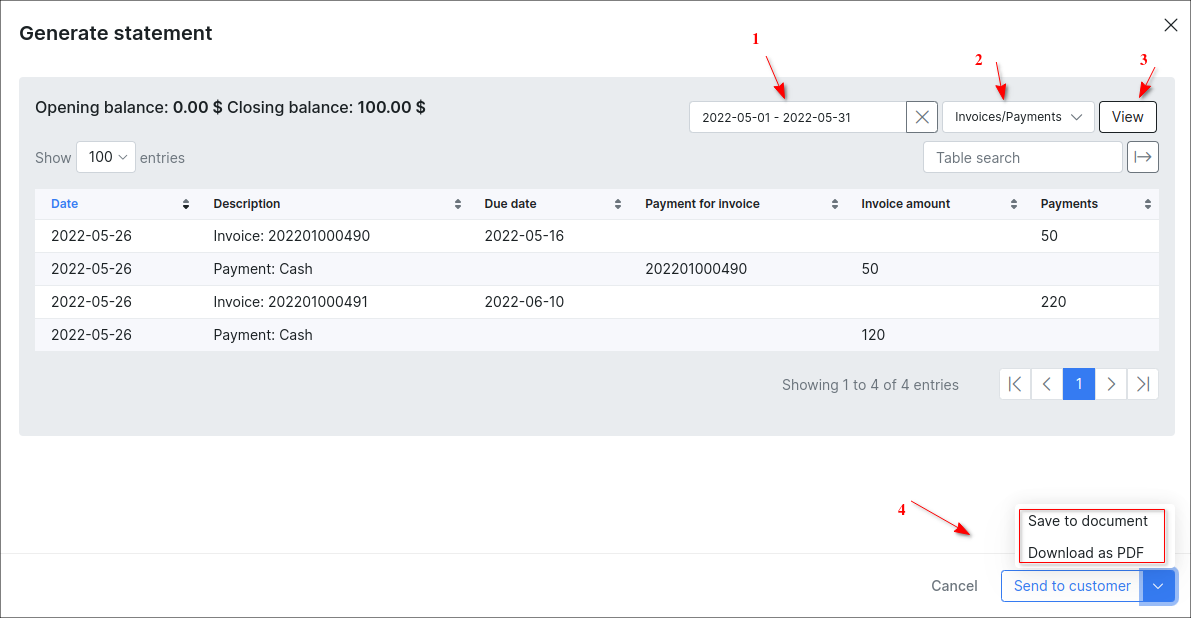 Generate statement
1
2
3
Opening balance: 0.00 $ Closing balance: 100.00 $
2022-05-01 - 2022-05-31
Invoices/Payments
View
Show 100 entries
Table search
Date Description Due date Payment for invoice Invoice amount Payments
2022-05-26 Invoice: 202201000490 2022-05-16 50
2022-05-26 Payment: Cash 202201000490 50
2022-05-26 Invoice: 202201000491 2022-06-10 220
2022-05-26 Payment: Cash 120
Showing 1 to 4 of 4 entries
1
4
Save to document
Download as PDF
Cancel
Send to customer